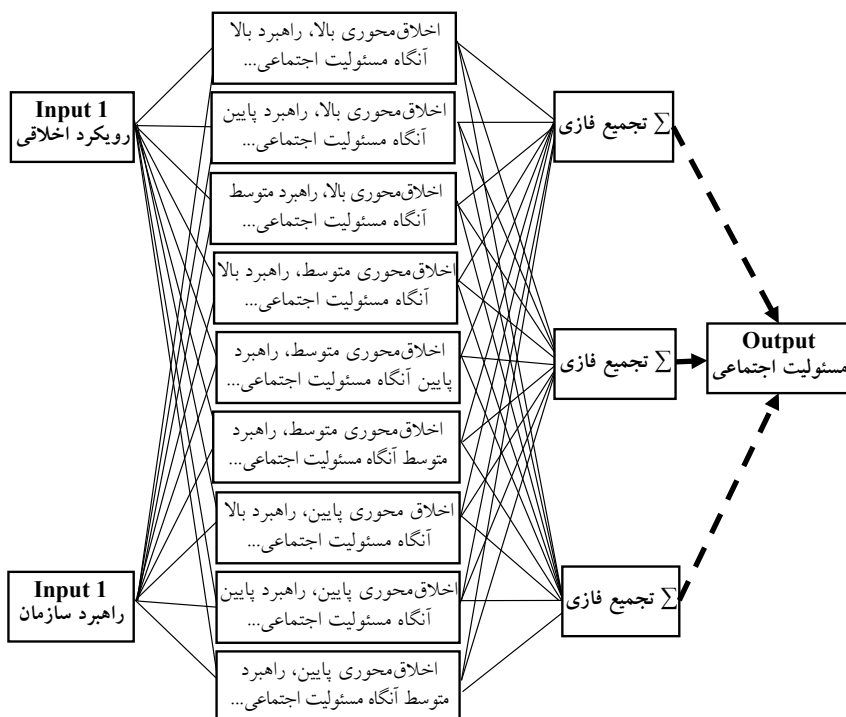 Input 1
رویکرد اخلاقی
Input 1
راهبرد سازمان
اخلاق‌محوری بالا، راهبرد بالا
آنگاه مسئولیت اجتماعی...
اخلاق‌محوری بالا، راهبرد پایین
آنگاه مسئولیت اجتماعی...
اخلاق‌محوری بالا، راهبرد متوسط
آنگاه مسئولیت اجتماعی...
اخلاق‌محوری متوسط، راهبرد بالا
آنگاه مسئولیت اجتماعی...
اخلاق‌محوری متوسط، راهبرد
پایین آنگاه مسئولیت اجتماعی...
اخلاق‌محوری متوسط، راهبرد
متوسط آنگاه مسئولیت اجتماعی...
اخلاق محوری پایین، راهبرد بالا
آنگاه مسئولیت اجتماعی...
اخلاق‌محوری پایین، راهبرد پایین
آنگاه مسئولیت اجتماعی...
اخلاق‌محوری پایین، راهبرد
متوسط آنگاه مسئولیت اجتماعی...
∑ تجمیع فازی
∑ تجمیع فازی
∑ تجمیع فازی
Output
مسئولیت اجتماعی